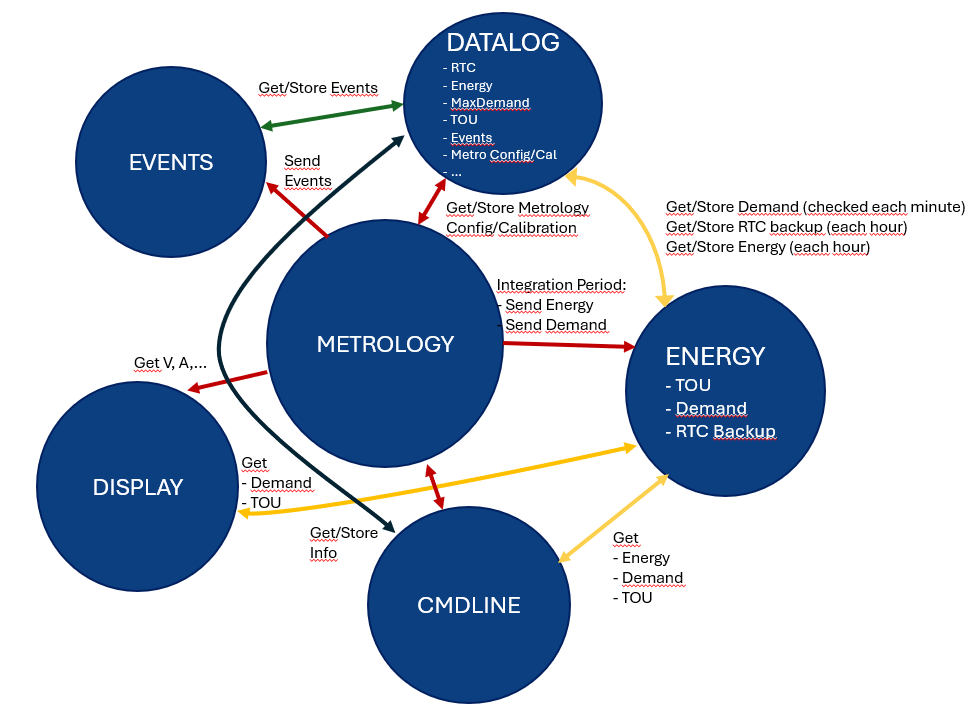 DATALOG
- RTC
- Energy
- MaxDemand
- TOU
- Events
- Metro Config/Cal
- ...
Get/Store Events
EVENTS
Send
Events
Get/Store Metrology
Config/Calibration
Get/Store Demand (checked each minute)
Get/Store RTC backup (each hour)
Get/Store Energy (each hour)
Integration Period:
- Send Energy
- Send Demand
METROLOGY
ENERGY
- TOU
- Demand
- RTC Backup
Get V, A,...
DISPLAY
Get
- Demand
- TOU
Get/Store
Info
Get
- Energy
- Demand
- TOU
CMDLINE